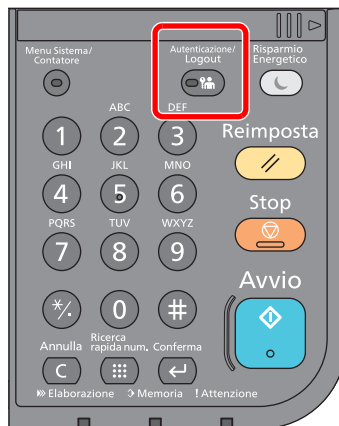 Menu Sistema/
Contatore
Autenticazione/
Logout
Risparmio
Energetico
ABC
DEF
1
2
3
Reimposta
GHI
JKL
MNO
4
5
6
Stop
PQRS
TUV
WXYZ
7
8
9
Avvio
*/.
0
#
Annulla
Ricerca
rapida num.
Conferma
C
Elaborazione
Memoria
! Attenzione